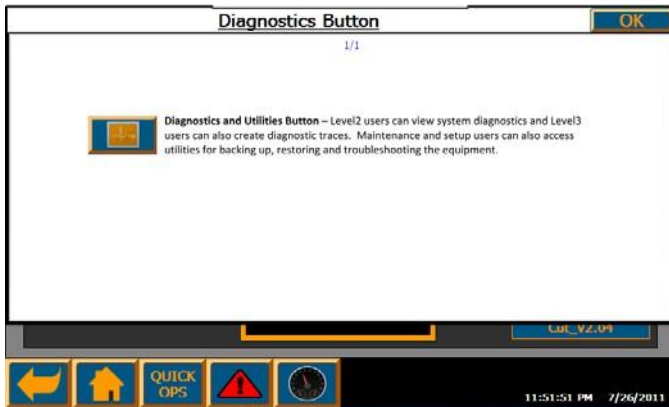 Diagnostics Button
OK
1/1
Diagnostics and Utilities Button – Level2 users can view system diagnostics and Level3
users can also create diagnostic traces.  Maintenance and setup users can also access
utilities for backing up, restoring and troubleshooting the equipment.
Cut_V2.04
QUICK
OPS
11:51:51 PM 7/26/2011